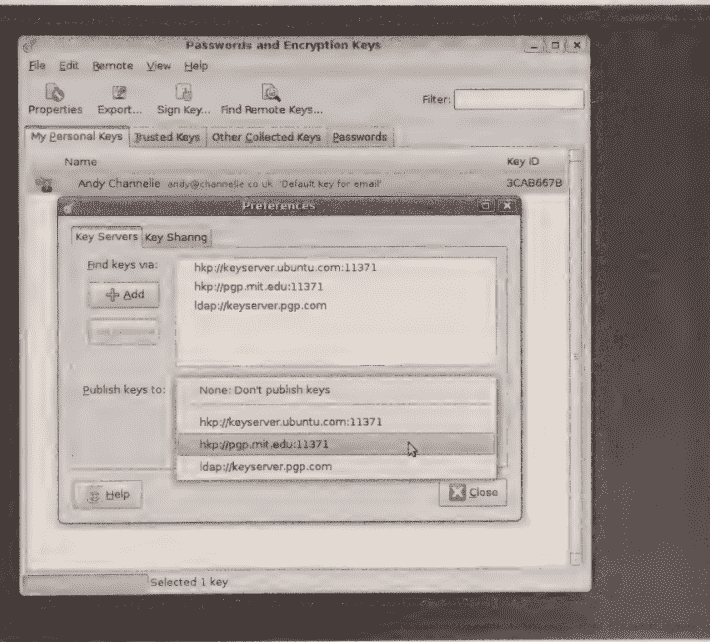 Passwords and Encryption Keys
File Edit Remote View Help
Properties Export... Sign Key... Find Remote Keys... Filter:
My Personal Keys Trusted Keys Other Collected Keys Passwords
Name Key ID
Andy Channelle andy@channelle.co.uk 'Default key for email' 3CAB667B
Preferences
Key Servers Key Sharing
Find keys via: hkp://keyserver.ubuntu.com:11371
hkp://pgp.mit.edu:11371
Add
ldap://keyserver.pgp.com
Publish keys to: None: Don't publish keys
hkp://keyserver.ubuntu.com:11371
hkp://pgp.mit.edu:11371
ldap://keyserver.pgp.com
Help Close
Selected 1 key